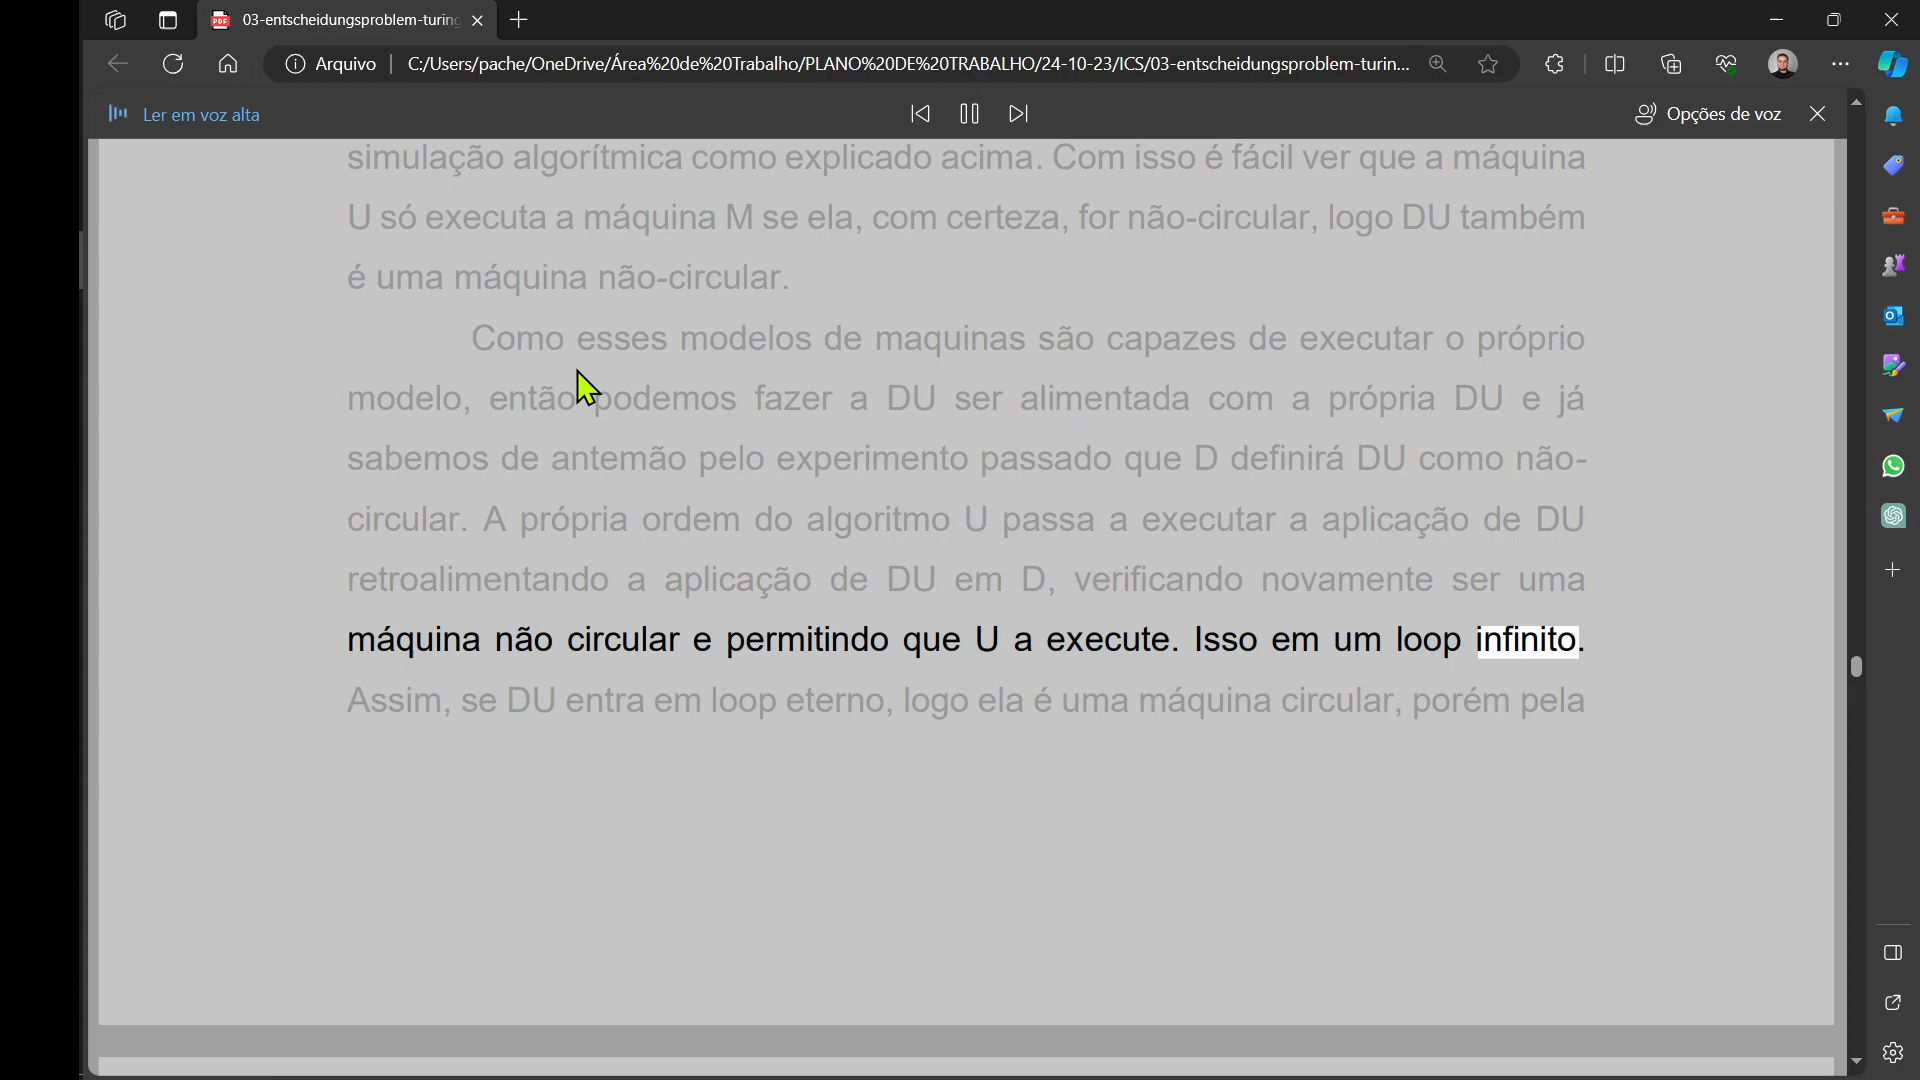 03-entscheidungsproblem-turing
Arquivo
C:/Users/pache/OneDrive/Área%20de%20Trabalho/PLANO%20DE%20TRABALHO/24-10-23/ICS/03-entscheidungsproblem-turin...
Ler em voz alta
Opções de voz
simulação algorítmica como explicado acima. Com isso é fácil ver que a máquina
U só executa a máquina M se ela, com certeza, for não-circular, logo DU também
é uma máquina não-circular.
Como esses modelos de maquinas são capazes de executar o próprio
modelo, então podemos fazer a DU ser alimentada com a própria DU e já
sabemos de antemão pelo experimento passado que D definirá DU como não-
circular. A própria ordem do algoritmo U passa a executar a aplicação de DU
retroalimentando a aplicação de DU em D, verificando novamente ser uma
máquina não circular e permitindo que U a execute. Isso em um loop infinito.
Assim, se DU entra em loop eterno, logo ela é uma máquina circular, porém pela